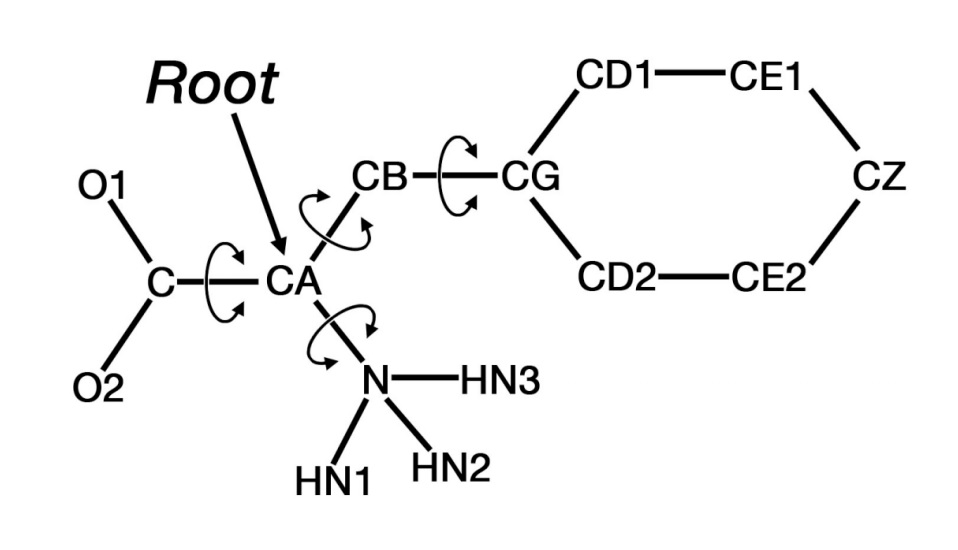 CD1 CE1
Root
O1 CB CG CZ
C CA
CD2 CE2
O2 N HN3
HN1 HN2